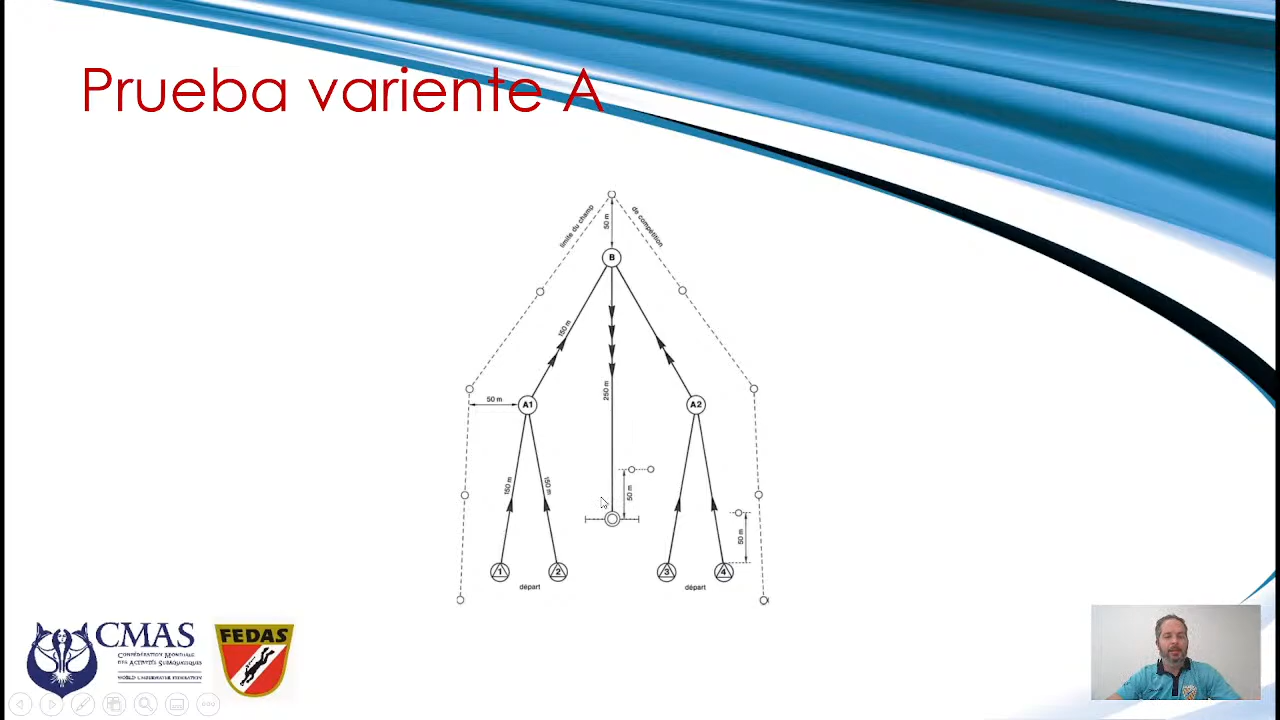 Prueba variente A
limite du champ
de compétition
50 m
B
150 m
250 m
50 m
A1
A2
150 m
150 m
50 m
50 m
1
2
3
4
départ
départ
CMAS
CONFÉDÉRATION MONDIALE
DES ACTIVITÉS SUBAQUATIQUES
WORLD UNDERWATER FEDERATION
FEDAS